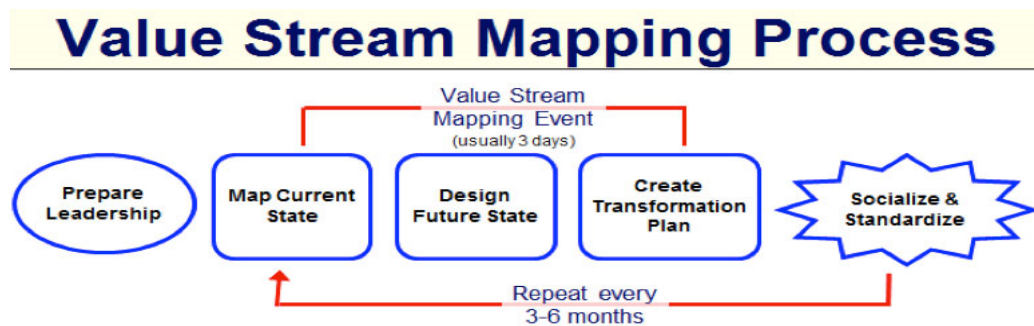 Value Stream Mapping Process
Value Stream
Mapping Event
(usually 3 days)
Prepare
Leadership
Map Current
State
Design
Future State
Create
Transformation
Plan
Socialize &
Standardize
Repeat every
3-6 months